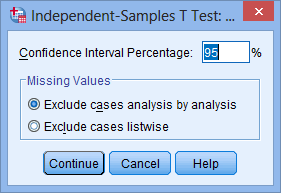 Independent-Samples T Test: ...
Confidence Interval Percentage: 95 %
Missing Values
Exclude cases analysis by analysis
Exclude cases listwise
Continue Cancel Help